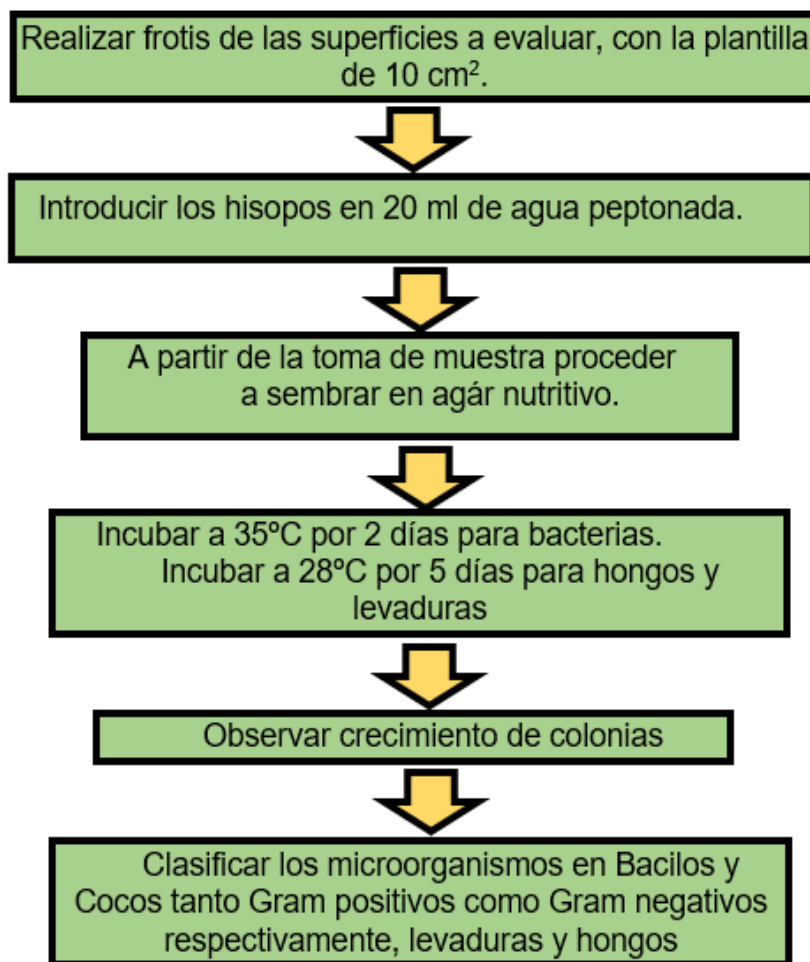 Realizar frotis de las superficies a evaluar, con la plantilla
de 10 cm².
Introducir los hisopos en 20 ml de agua peptonada.
A partir de la toma de muestra proceder
a sembrar en agár nutritivo.
Incubar a 35ºC por 2 días para bacterias.
Incubar a 28ºC por 5 días para hongos y
levaduras
Observar crecimiento de colonias
Clasificar los microorganismos en Bacilos y
Cocos tanto Gram positivos como Gram negativos
respectivamente, levaduras y hongos